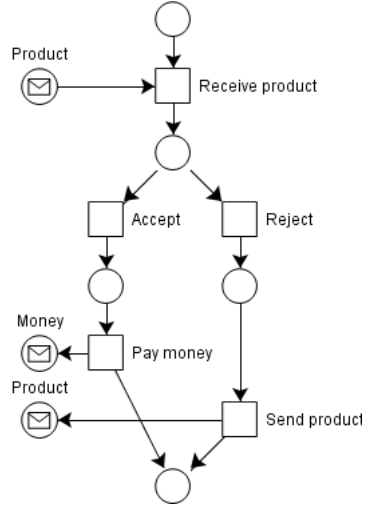 Product
Receive product
Accept
Reject
Money
Pay money
Product
Send product